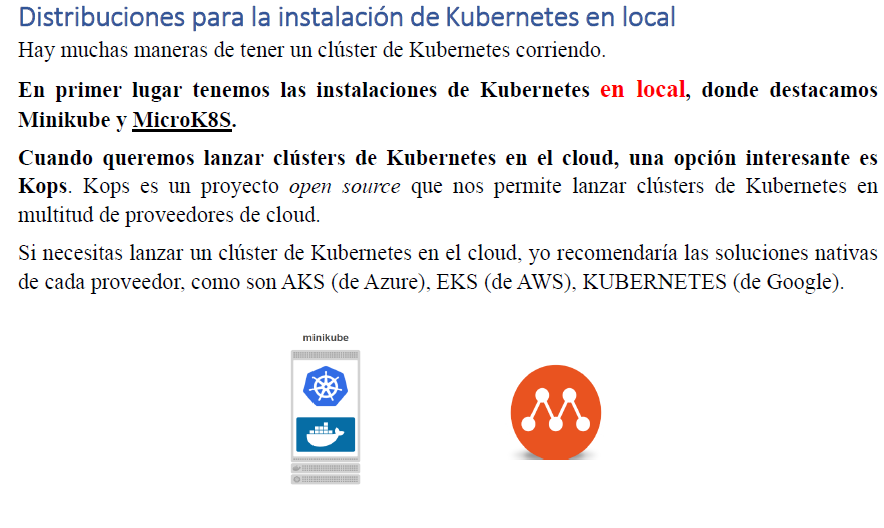 Distribuciones para la instalación de Kubernetes en local
Hay muchas maneras de tener un clúster de Kubernetes corriendo.
En primer lugar tenemos las instalaciones de Kubernetes en local, donde destacamos
Minikube y MicroK8S.
Cuando queremos lanzar clústers de Kubernetes en el cloud, una opción interesante es
Kops. Kops es un proyecto open source que nos permite lanzar clústers de Kubernetes en
multitud de proveedores de cloud.
Si necesitas lanzar un clúster de Kubernetes en el cloud, yo recomendaría las soluciones nativas
de cada proveedor, como son AKS (de Azure), EKS (de AWS), KUBERNETES (de Google).
minikube